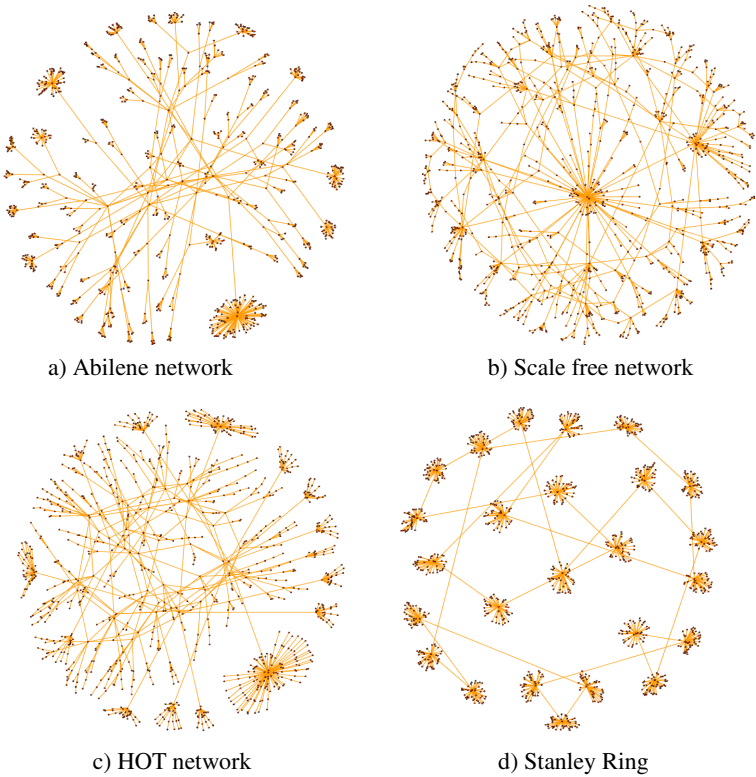 a) Abilene network
b) Scale free network
c) HOT network
d) Stanley Ring